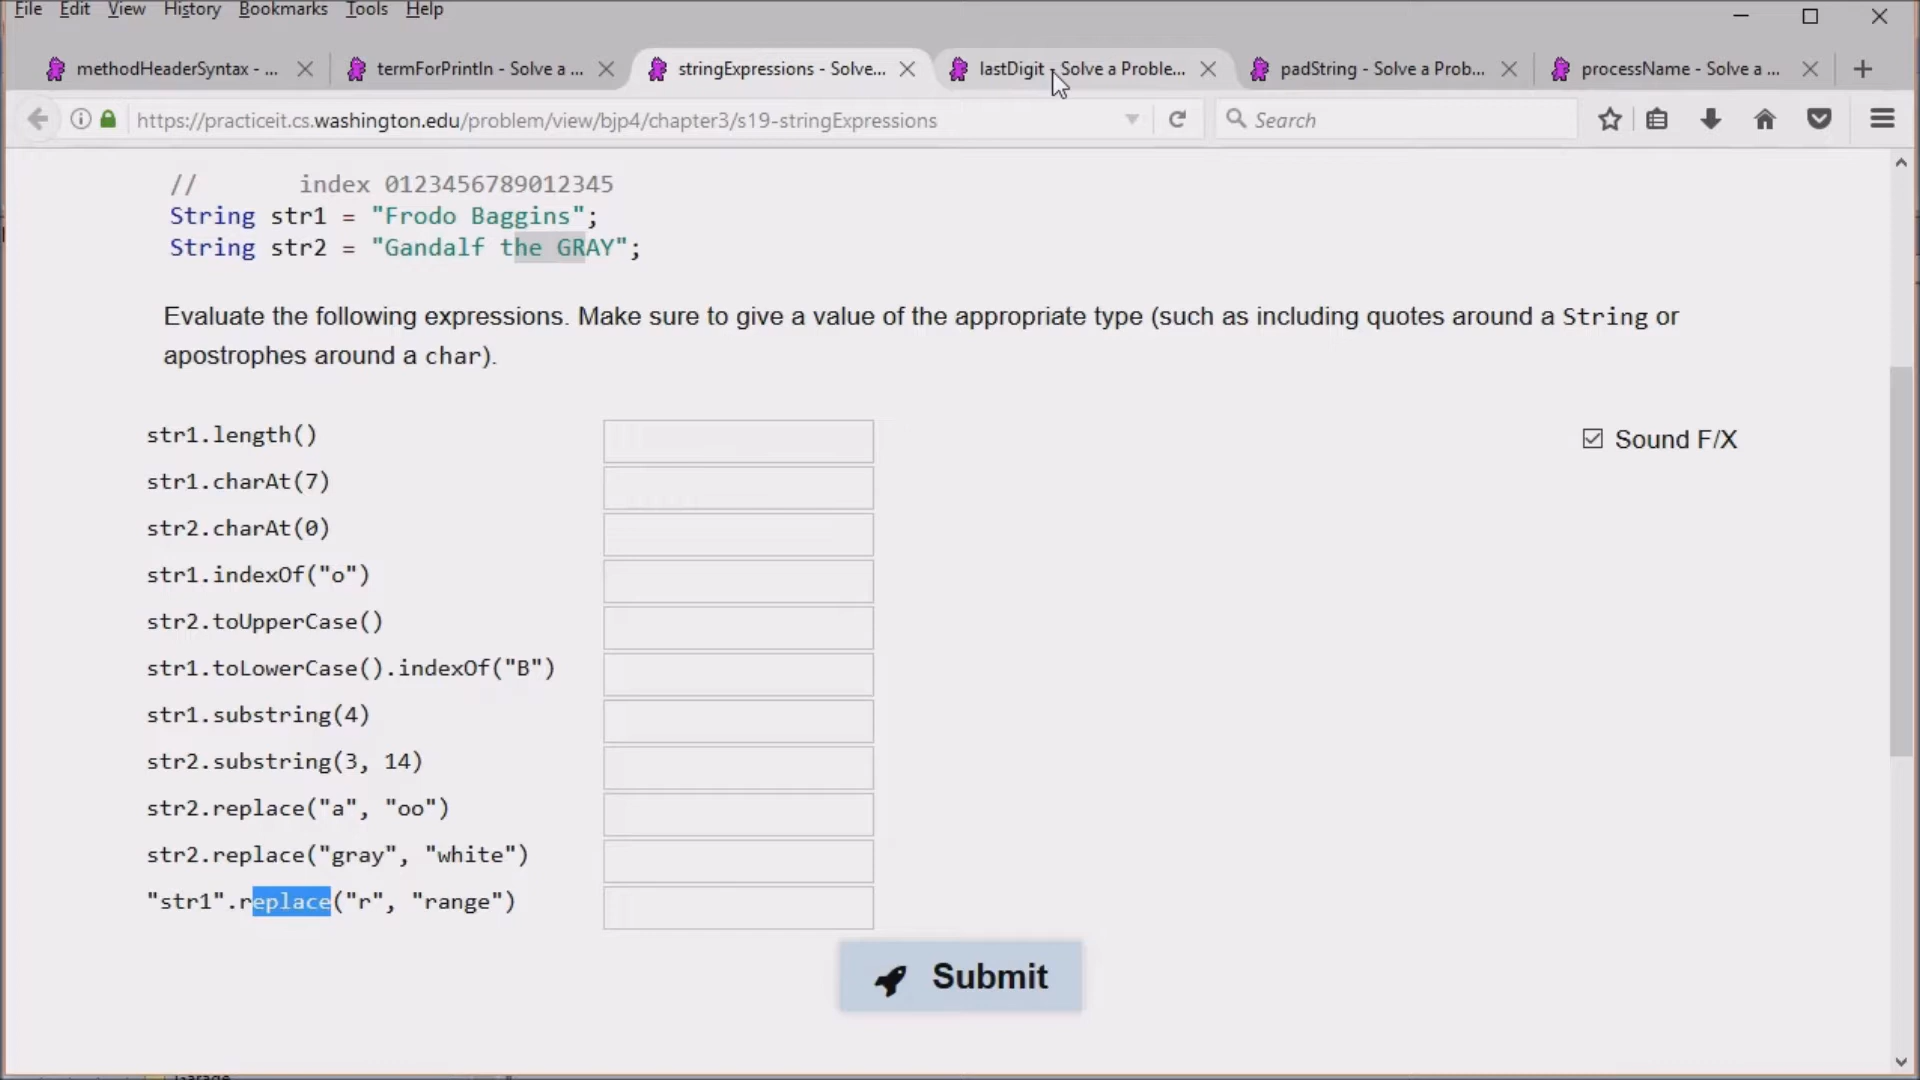 File Edit View History Bookmarks Tools Help
methodHeaderSyntax - ... termForPrintln - Solve a ... stringExpressions - Solve... lastDigit - Solve a Proble... padString - Solve a Prob... processName - Solve a ...
https://practiceit.cs.washington.edu/problem/view/bjp4/chapter3/s19-stringExpressions Search
// index 0123456789012345
String str1 = "Frodo Baggins";
String str2 = "Gandalf the GRAY";
Evaluate the following expressions. Make sure to give a value of the appropriate type (such as including quotes around a String or
apostrophes around a char).
str1.length()
Sound F/X
str1.charAt(7)
str2.charAt(0)
str1.indexOf("o")
str2.toUpperCase()
str1.toLowerCase().indexOf("B")
str1.substring(4)
str2.substring(3, 14)
str2.replace("a", "oo")
str2.replace("gray", "white")
"str1".replace("r", "range")
Submit